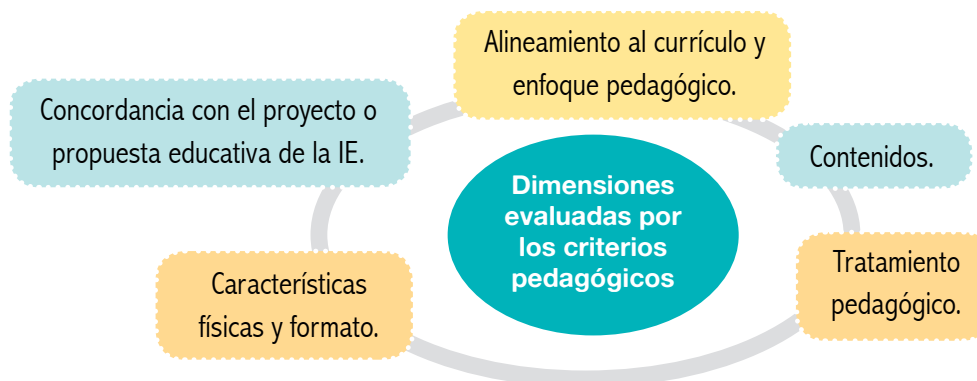 Alineamiento al currículo y
enfoque pedagógico.
Concordancia con el proyecto o
propuesta educativa de la IE.
Contenidos.
Dimensiones
evaluadas por
los criterios
pedagógicos
Tratamiento
pedagógico.
Características
físicas y formato.